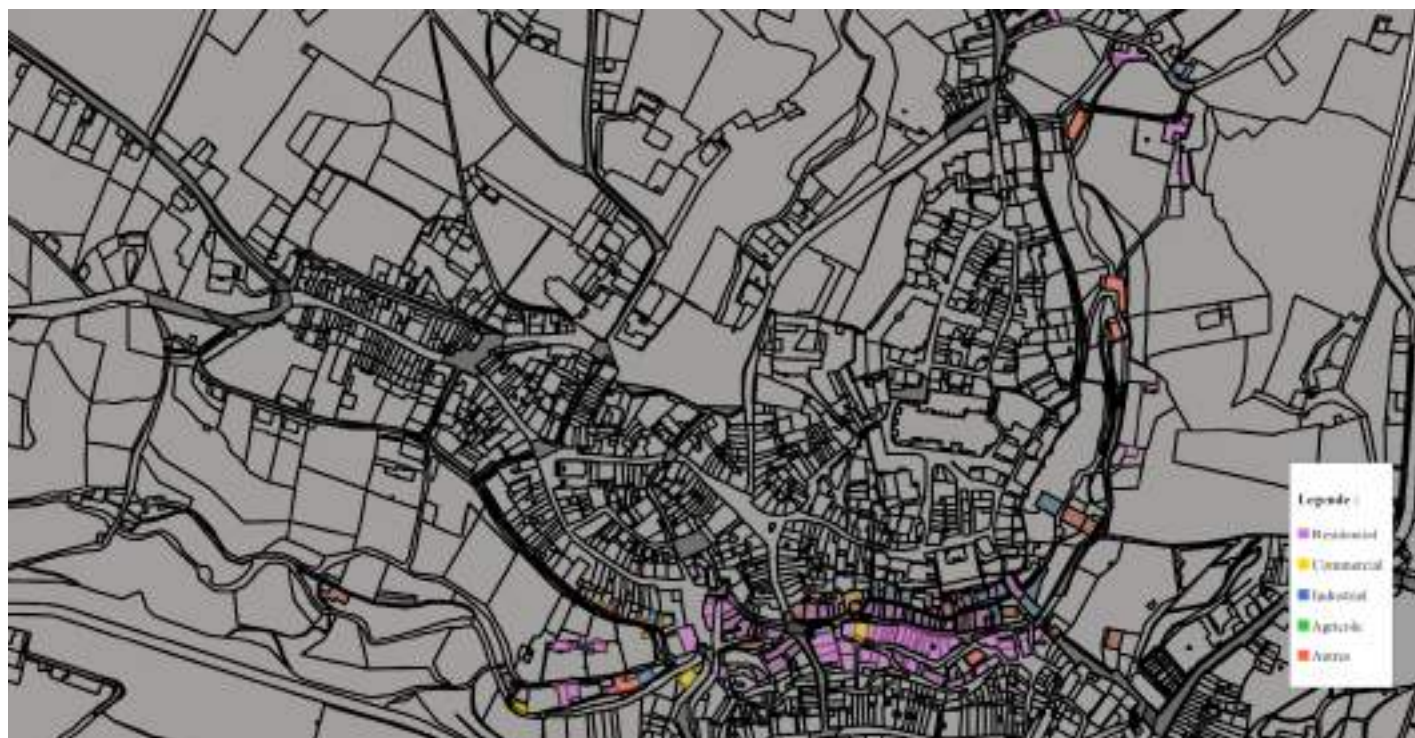 Legende :
Residentiel
Commercial
Industriel
Agricole
Autres